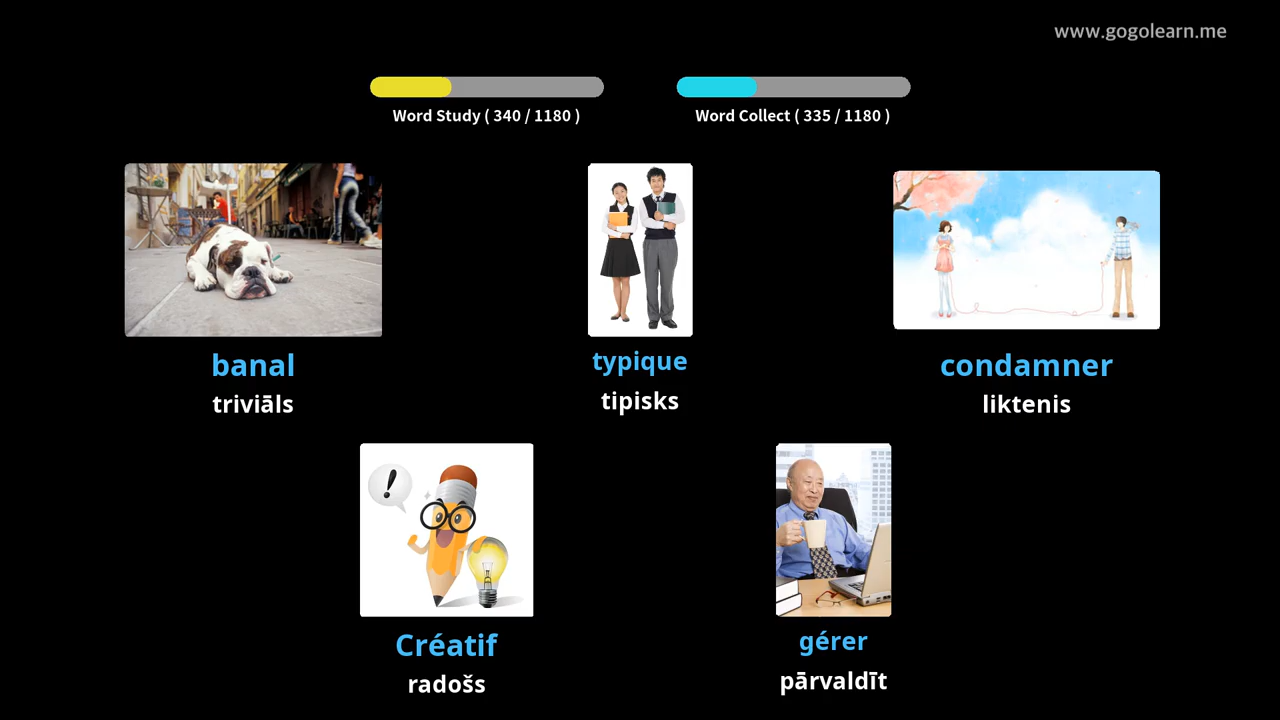 www.gogolearn.me
Word Study ( 340 / 1180 )
Word Collect ( 335 / 1180 )
banal
triviāls
typique
tipisks
condamner
liktenis
Créatif
radošs
gérer
pārvaldīt